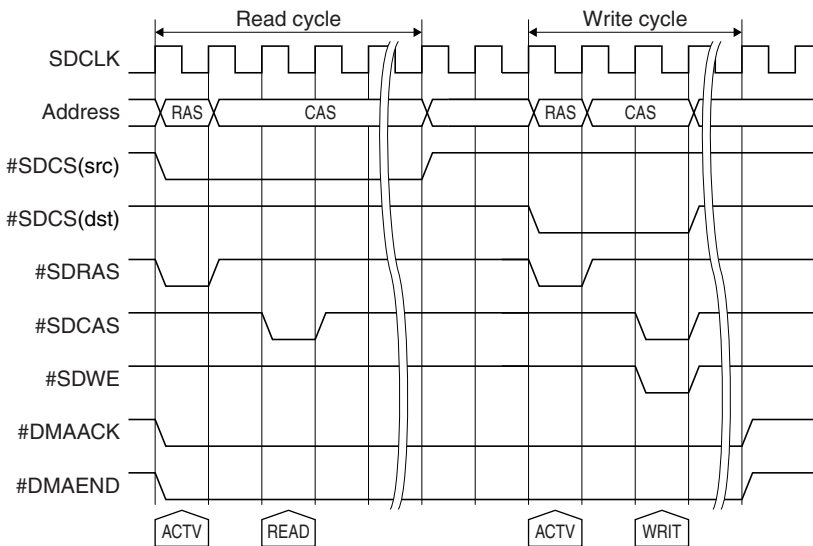 Read cycle Write cycle
SDCLK
Address RAS CAS RAS CAS
#SDCS(src)
#SDCS(dst)
#SDRAS
#SDCAS
#SDWE
#DMAACK
#DMAEND
ACTV READ ACTV WRIT